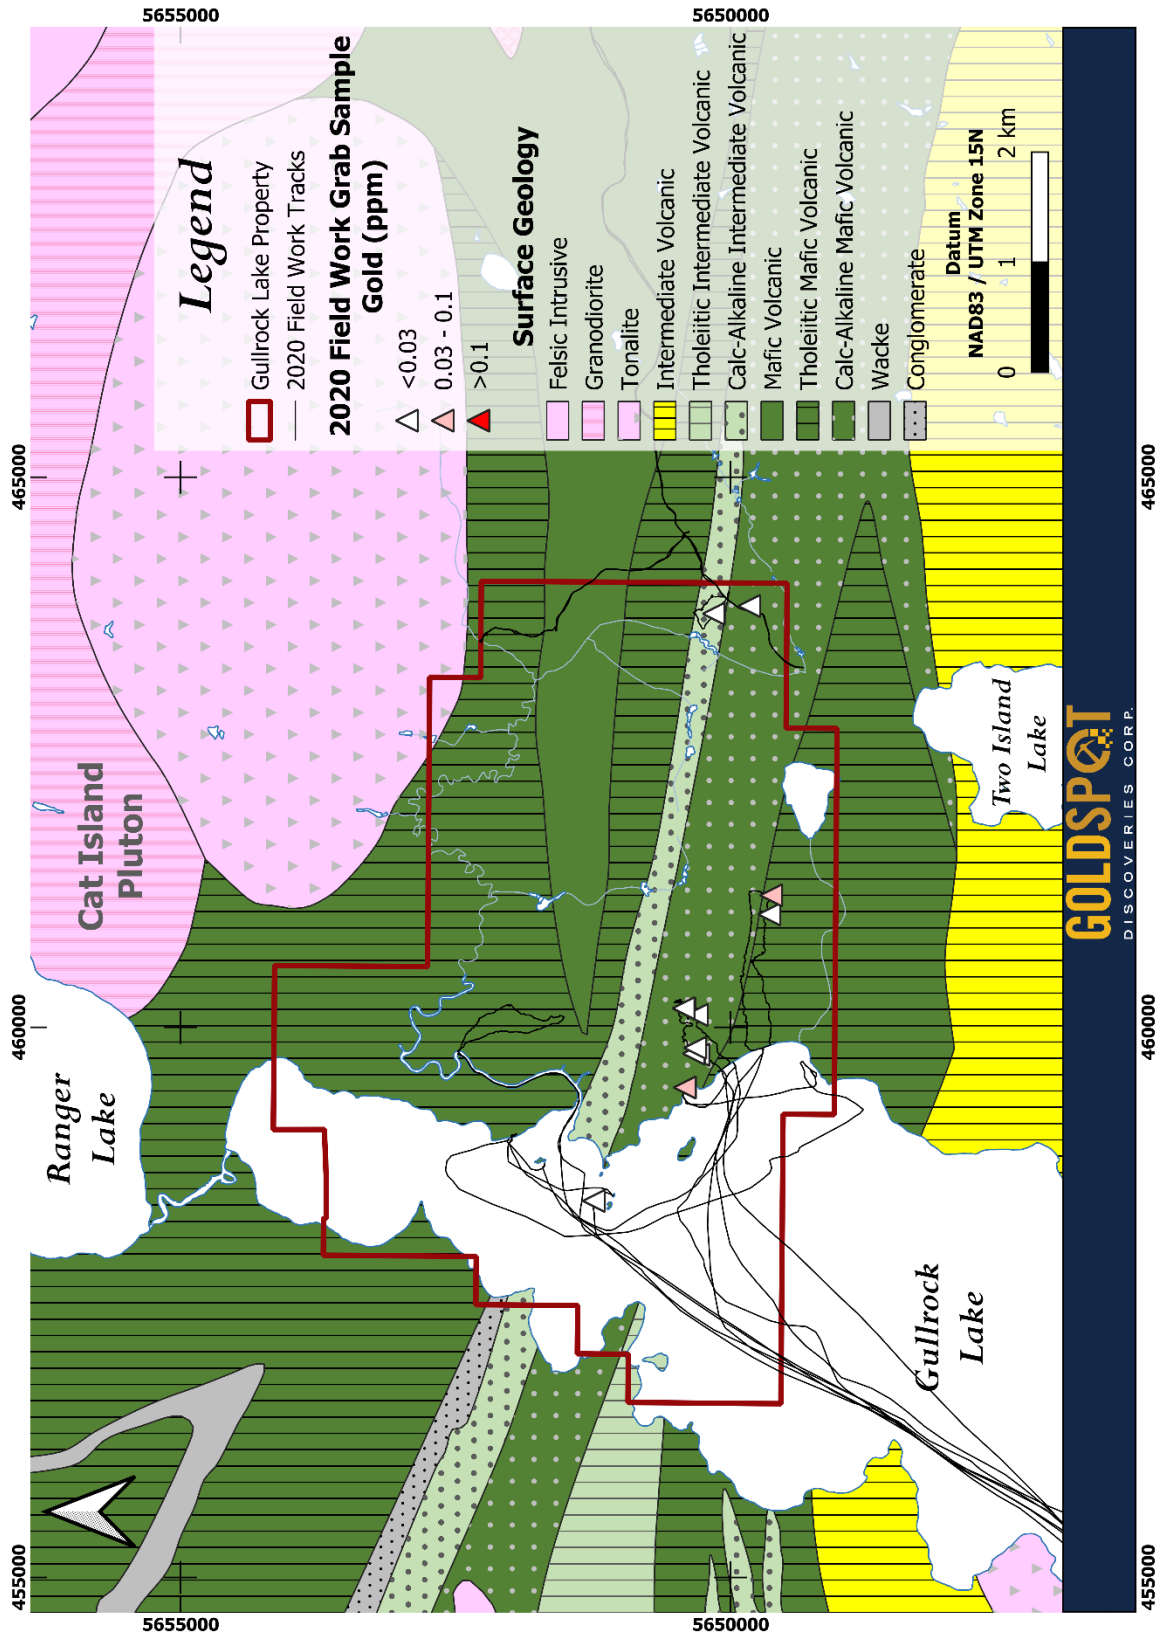 455000
460000
465000
5655000
5650000
5655000
5650000
455000
460000
465000
Cat Island
Pluton
Ranger
Lake
Gullrock
Lake
Two Island
Lake
Legend
Gullrock Lake Property
2020 Field Work Tracks
2020 Field Work Grab Sample
Gold (ppm)
<0.03
0.03 - 0.1
>0.1
Surface Geology
Felsic Intrusive
Granodiorite
Tonalite
Intermediate Volcanic
Tholeiitic Intermediate Volcanic
Calc-Alkaline Intermediate Volcanic
Mafic Volcanic
Tholeiitic Mafic Volcanic
Calc-Alkaline Mafic Volcanic
Wacke
Conglomerate
Datum
NAD83 / UTM Zone 15N
0 1 2 km
GOLDSPOT
DISCOVERIES CORP.